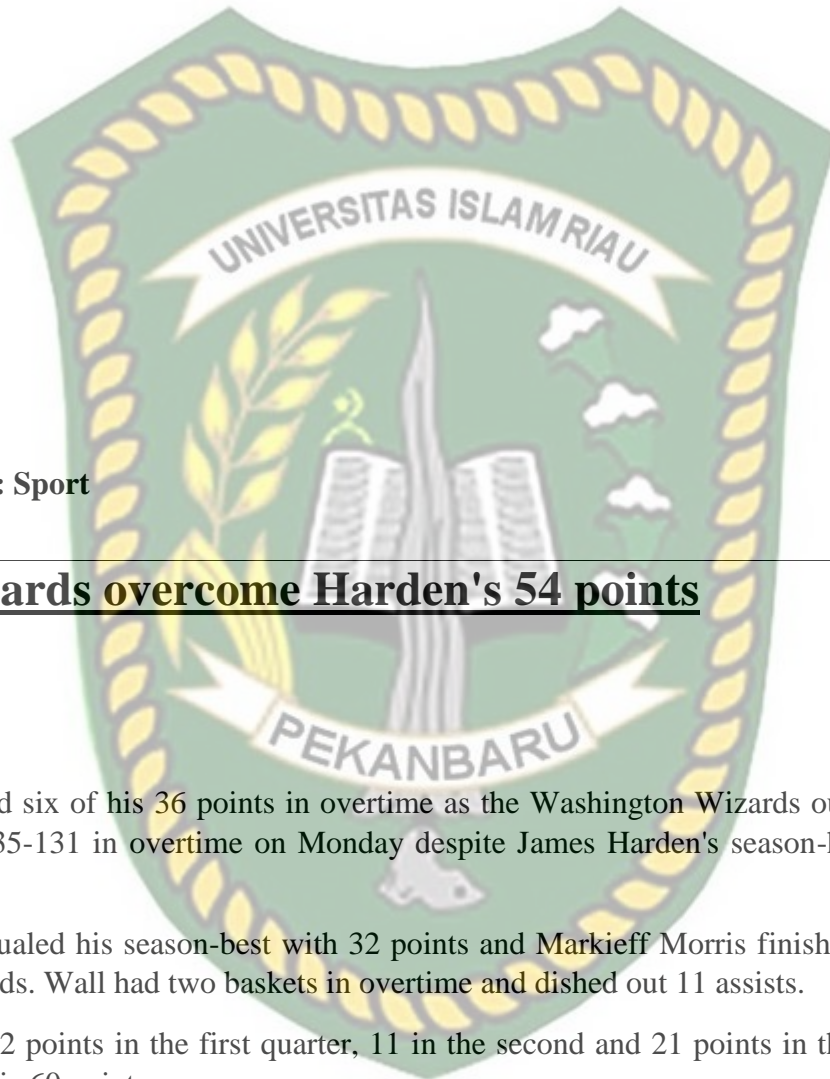 UNIVERSITAS ISLAM RIAU
: Sport
ards overcome Harden's 54 points
PEKANBARU
d six of his 36 points in overtime as the Washington Wizards ou
35-131 in overtime on Monday despite James Harden's season-
ualed his season-best with 32 points and Markieff Morris finish
ds. Wall had two baskets in overtime and dished out 11 assists.
2 points in the first quarter, 11 in the second and 21 points in th